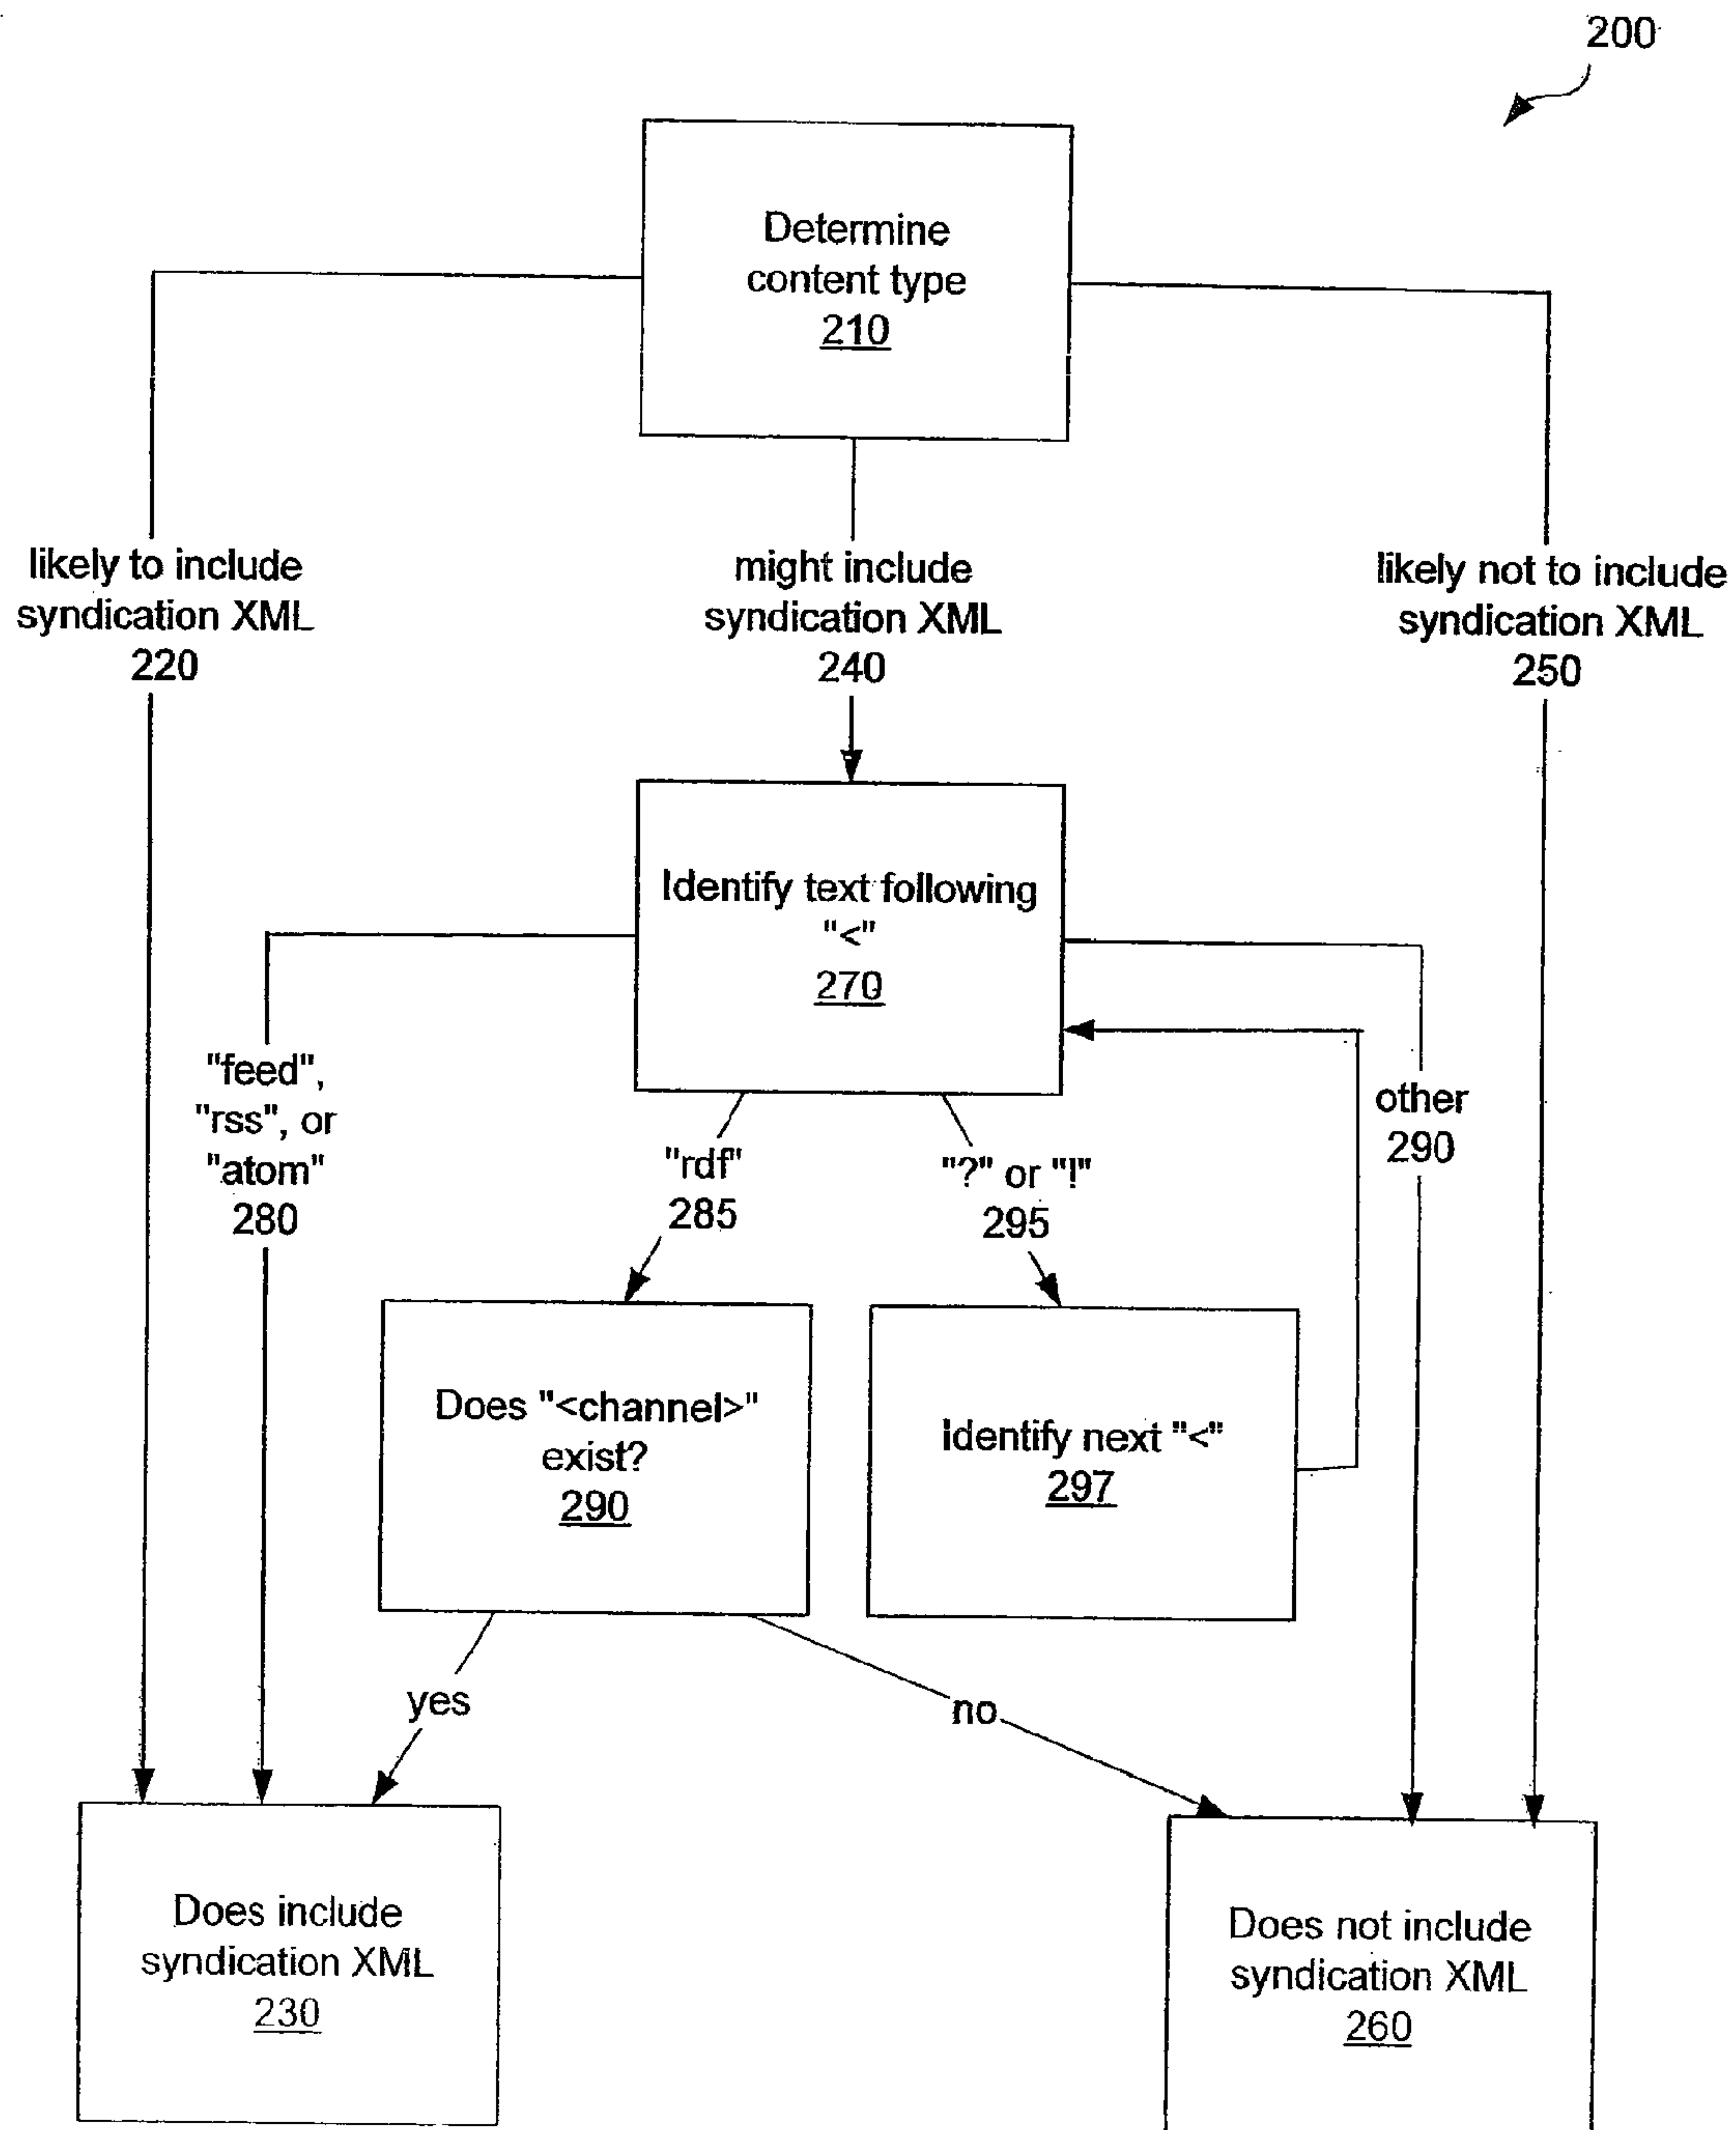 200
Determine
content type
210
likely to include
syndication XML
220
might include
syndication XML
240
likely not to include
syndication XML
250
Identify text following
"<"
270
"feed",
"rss", or
"atom"
280
"rdf"
285
"?" or "!"
295
other
290
Does "<channel>"
exist?
290
Identify next "<"
297
yes
no
Does include
syndication XML
230
Does not include
syndication XML
260